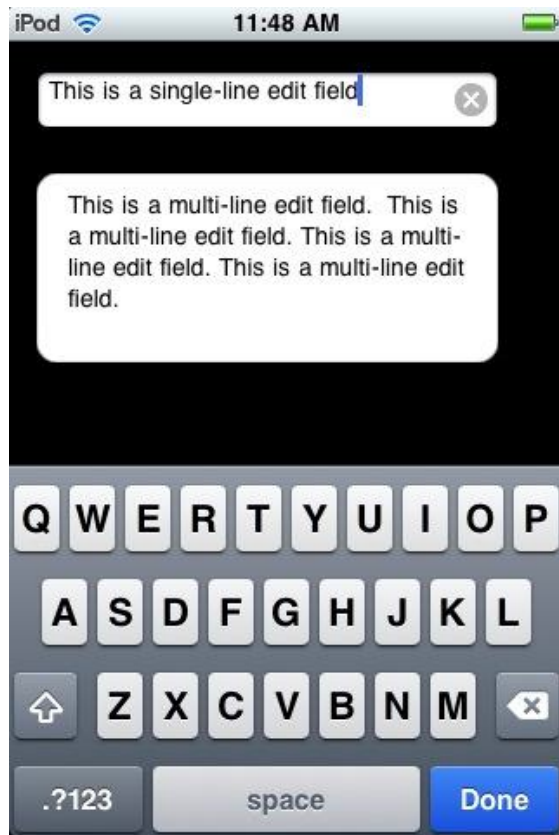 iPod 11:48 AM
This is a single-line edit field
This is a multi-line edit field.  This is
a multi-line edit field. This is a multi-
line edit field. This is a multi-line edit
field.
Q W E R T Y U I O P
A S D F G H J K L
Z X C V B N M
.?123 space Done